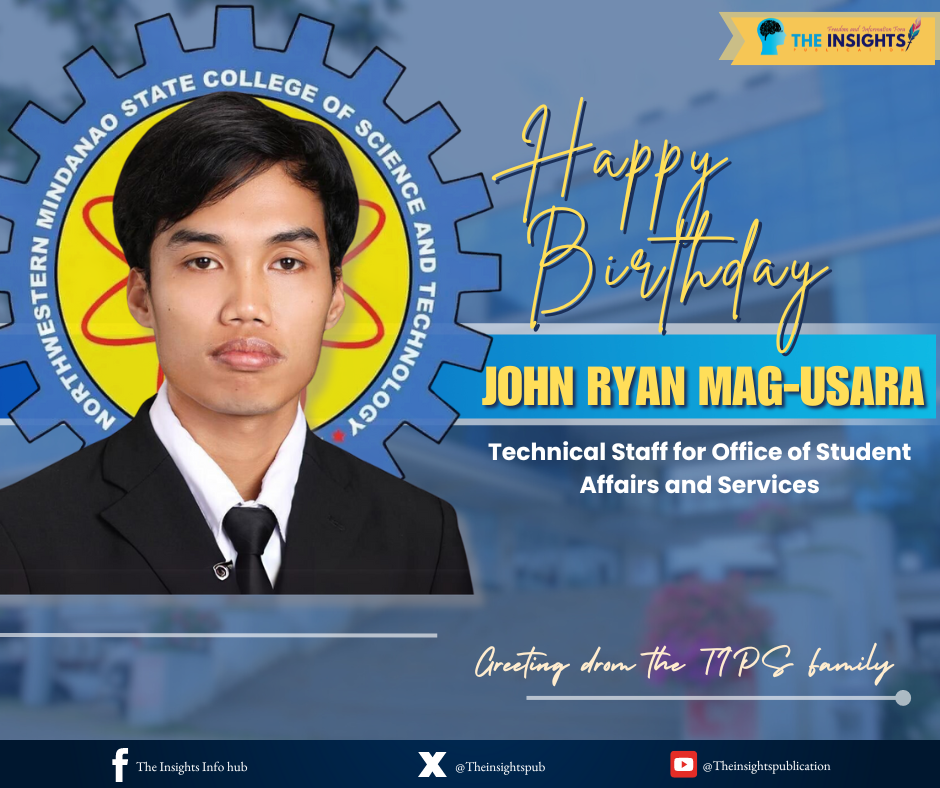 NORTHWESTERN MINDANAO STATE COLLEGE OF SCIENCE AND TECHNOLOGY
Freedom and Information From
THE INSIGHTS
PUBLICATION
Happy
Birthday
JOHN RYAN MAG-USARA
Technical Staff for Office of Student
Affairs and Services
Greeting drom the TIPS family
The Insights Info hub
@Theinsightspub
@Theinsightspublication